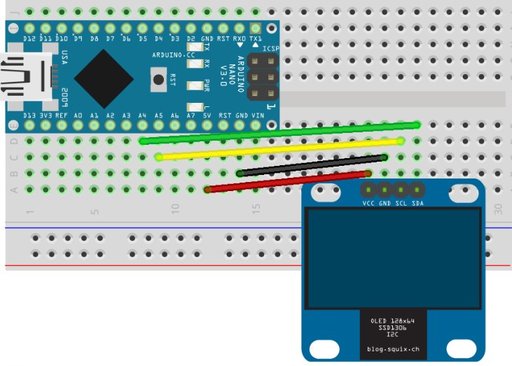 D12 D11 D10 D9 D8 D7 D6 D5 D4 D3 D2 GND RST RX0 TX1
TX
RX
PWR
L
ICSP
ARDUINO.CC
RST
ARDUINO
NANO
V3.0
1
D13 3V3 REF A0 A1 A2 A3 A4 A5 A6 A7 5V RST GND VIN
D
C
B
A
1 5 10 15 30
VCC GND SCL SDA
OLED 128x64
SSD1306
I2C
blog.squix.ch